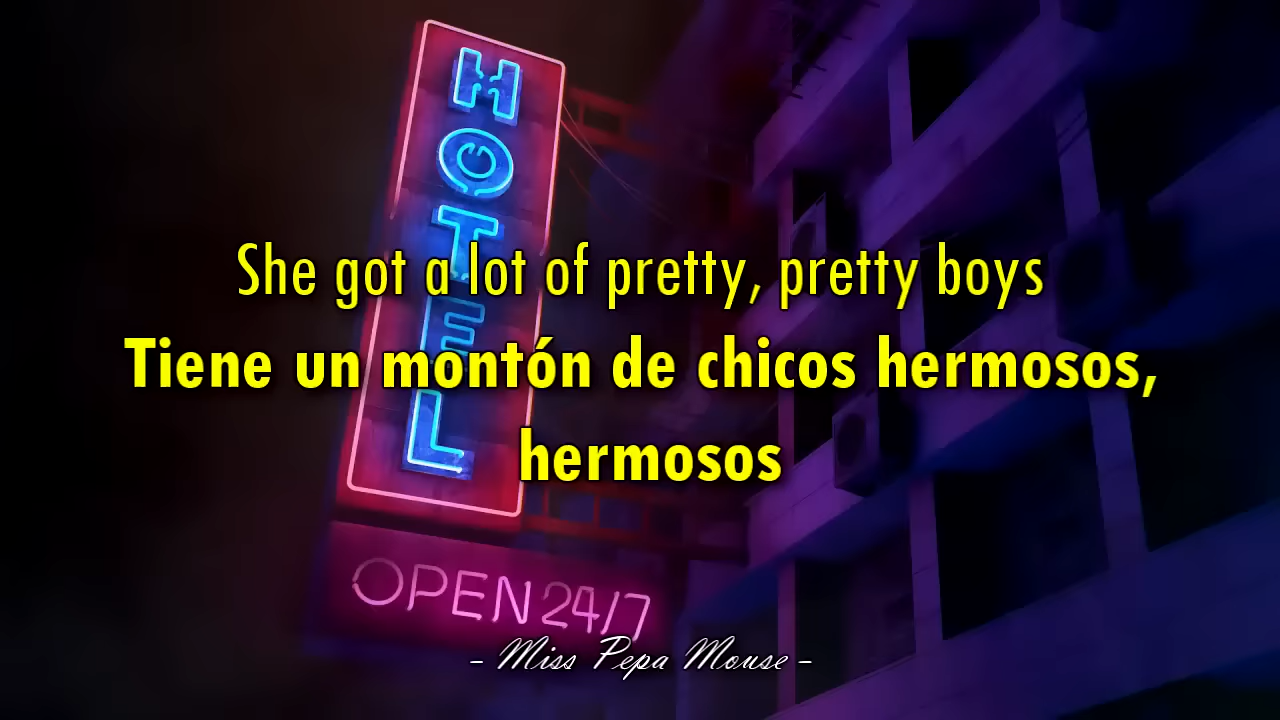 HOTEL
She got a lot of pretty, pretty boys
Tiene un montón de chicos hermosos,
hermosos
OPEN 24/7
- Miss Pepa Mouse -